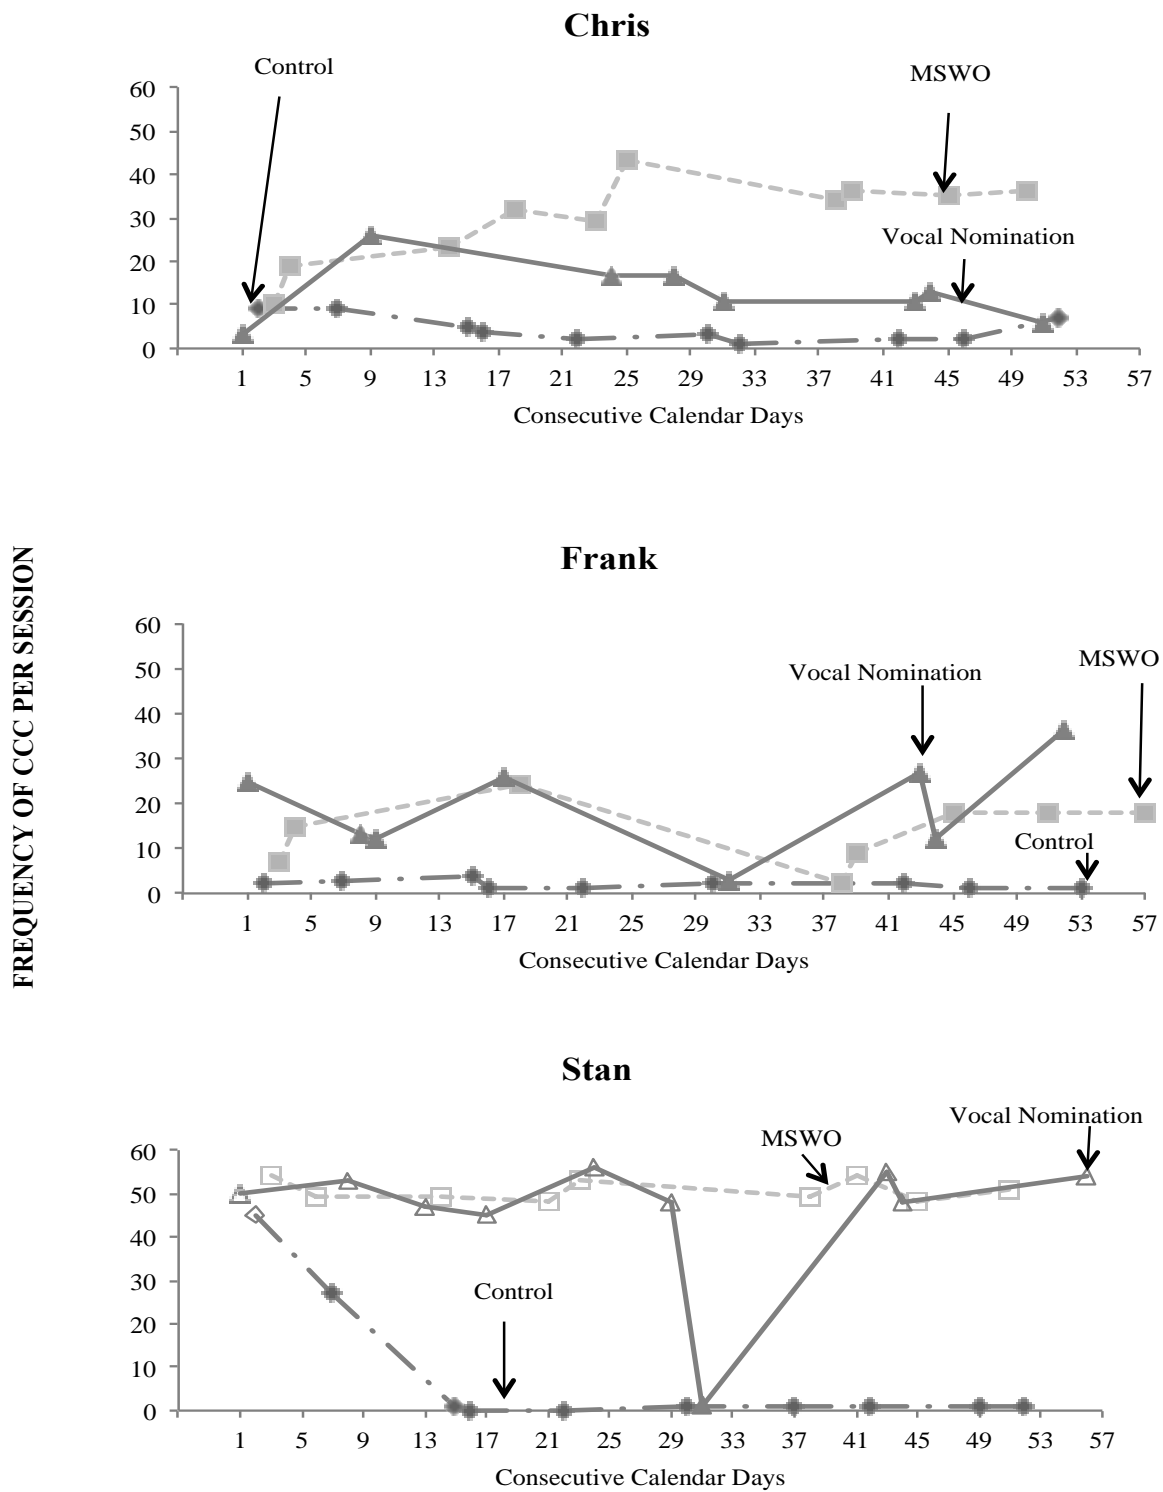 Chris
Control
MSWO
Vocal Nomination
60
50
40
30
20
10
0
1 5 9 13 17 21 25 29 33 37 41 45 49 53 57
Consecutive Calendar Days
FREQUENCY OF CCC PER SESSION
Frank
Vocal Nomination
MSWO
Control
60
50
40
30
20
10
0
1 5 9 13 17 21 25 29 33 37 41 45 49 53 57
Consecutive Calendar Days
Stan
Vocal Nomination
MSWO
Control
60
50
40
30
20
10
0
1 5 9 13 17 21 25 29 33 37 41 45 49 53 57
Consecutive Calendar Days